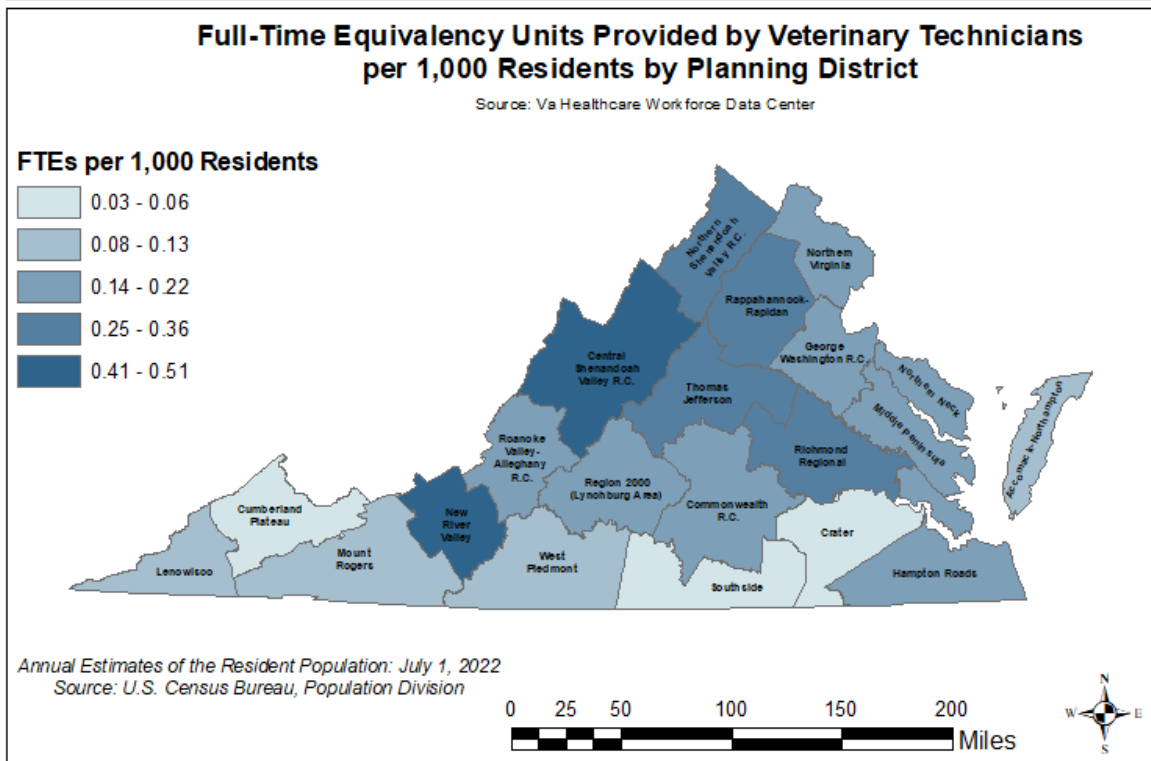 Full-Time Equivalency Units Provided by Veterinary Technicians
per 1,000 Residents by Planning District
Source: Va Healthcare Workforce Data Center
FTEs per 1,000 Residents
0.03 - 0.06
0.08 - 0.13
0.14 - 0.22
0.25 - 0.36
0.41 - 0.51
Northern
Shenandoah
Valley R.C.
Northern
Virginia
Rappahannock-
Rapidan
George
Washington R.C.
Northern Neck
Central
Shenandoah
Valley R.C.
Thomas
Jefferson
Middle Peninsula
Accomack-Northampton
Roanoke
Valley-
Alleghany
R.C.
Richmond
Regional
Region 2000
(Lynchburg Area)
Commonwealth
R.C.
Cumberland
Plateau
New
River
Valley
Crater
Mount
Rogers
West
Piedmont
Lenowisco
Southside
Hampton Roads
Annual Estimates of the Resident Population: July 1, 2022
Source: U.S. Census Bureau, Population Division
0 25 50 100 150 200
Miles
N
W E
S